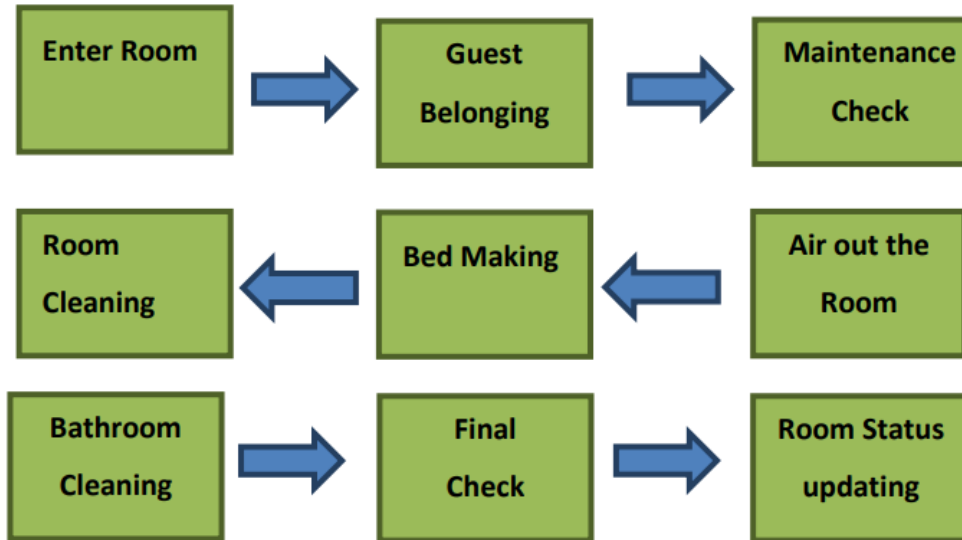 Enter Room
Guest
Belonging
Maintenance
Check
Air out the
Room
Bed Making
Room
Cleaning
Bathroom
Cleaning
Final
Check
Room Status
updating